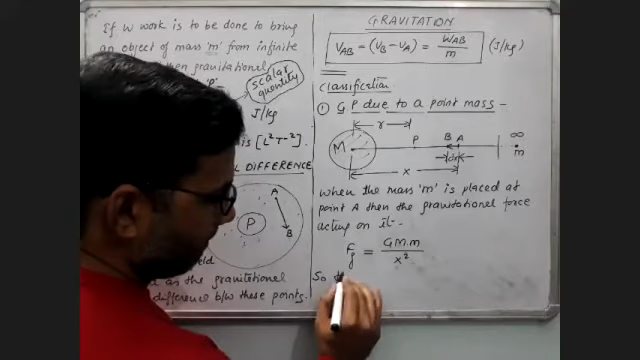 If W work is to be done to bring
an object of mass 'm' from infinite
then gravitational
scalar
quantity
J/kg
is [L²T⁻²]
DIFFERENCE
A
P
B
as the gravitational
difference b/w these points.
GRAVITATION
V_AB = (V_B - V_A) = W_AB / m (J/kg)
Classification
① GP due to a point mass -
r
M P B A ∞
dx m
x
When the mass 'm' is placed at
point A then the gravitational force
acting on it-
F_g = GM.m / x²
So